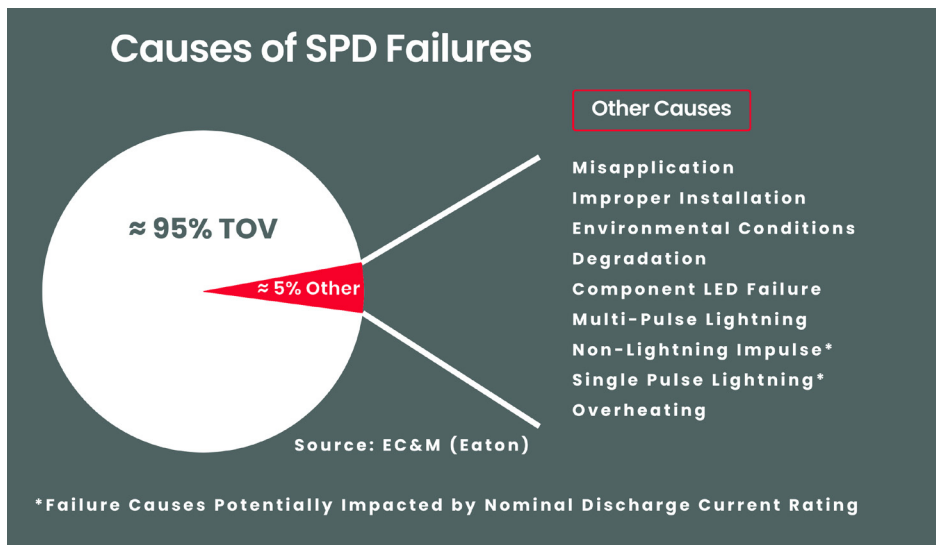 Causes of SPD Failures
Other Causes
≈ 95% TOV
≈ 5% Other
Misapplication
Improper Installation
Environmental Conditions
Degradation
Component LED Failure
Multi-Pulse Lightning
Non-Lightning Impulse*
Single Pulse Lightning*
Overheating
Source: EC&M (Eaton)
*Failure Causes Potentially Impacted by Nominal Discharge Current Rating